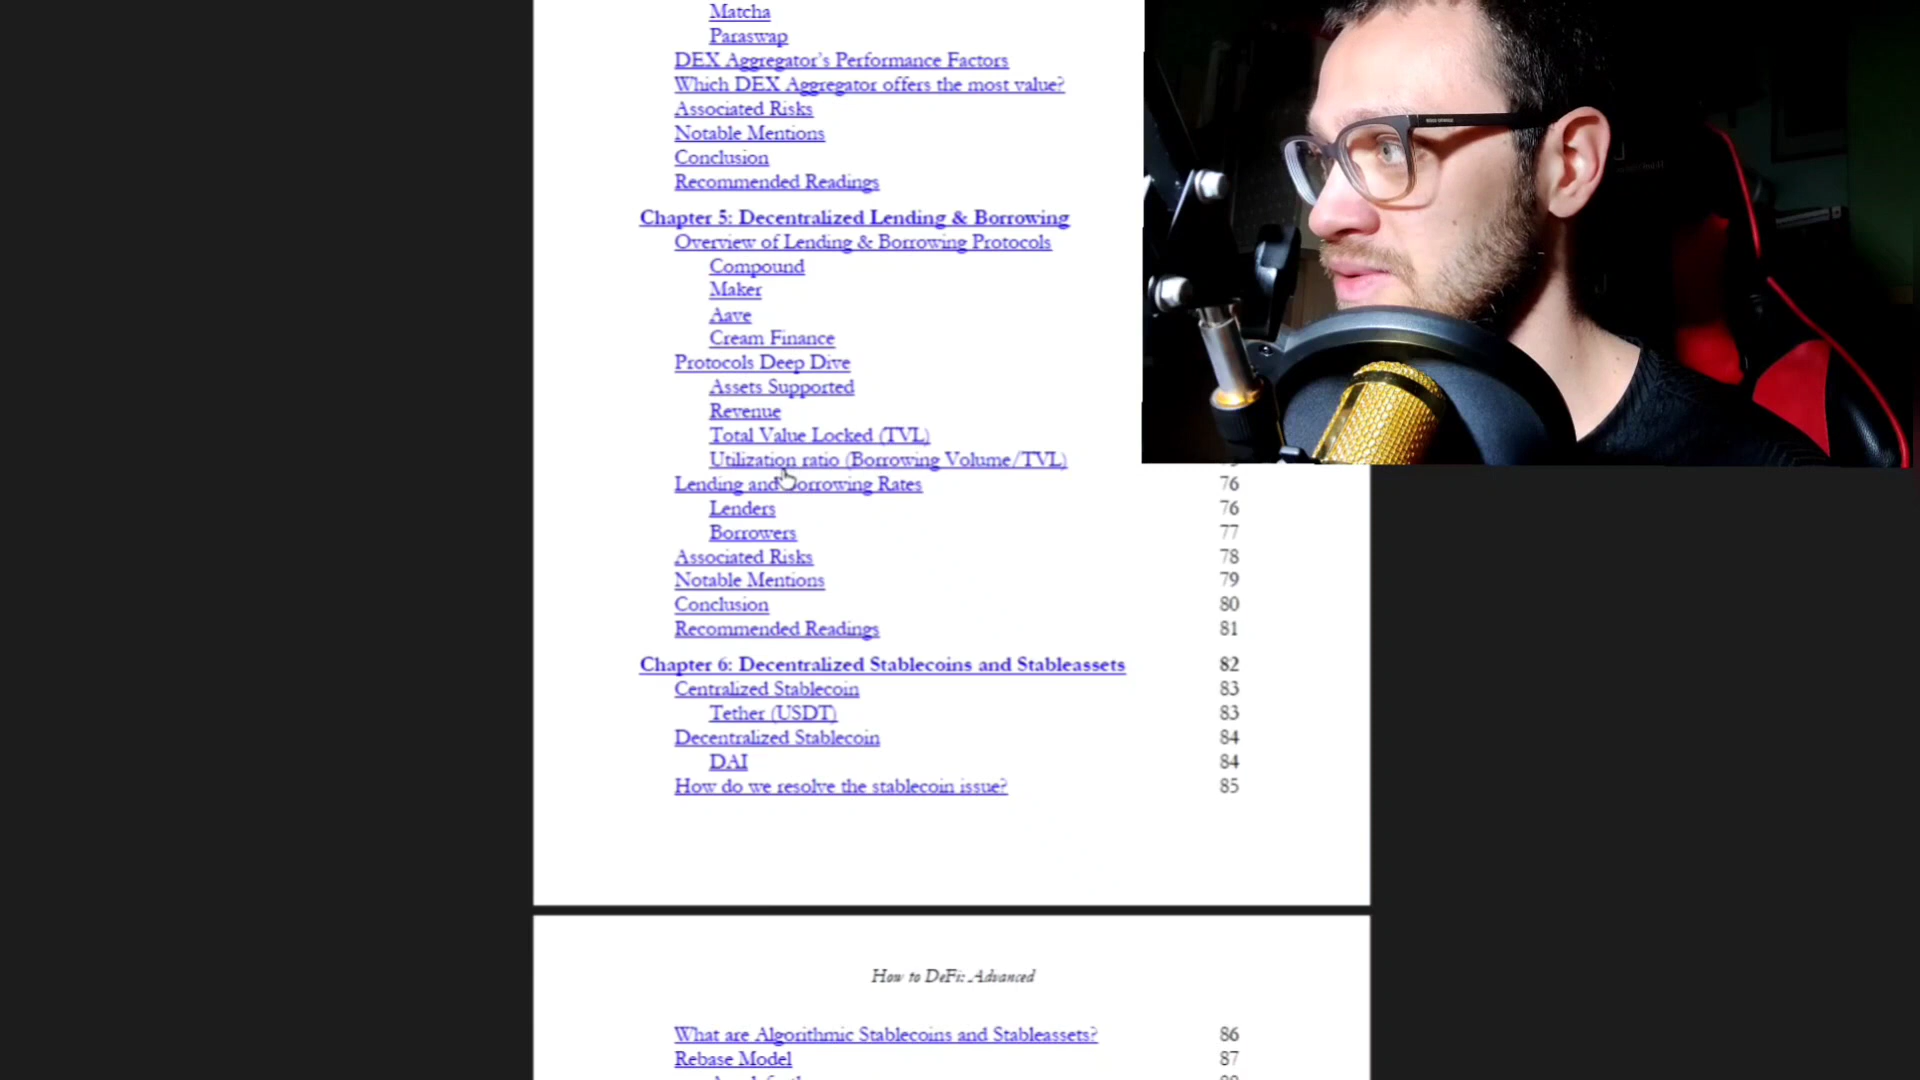 Matcha
Paraswap
DEX Aggregator's Performance Factors
Which DEX Aggregator offers the most value?
Associated Risks
Notable Mentions
Conclusion
Recommended Readings
Chapter 5: Decentralized Lending & Borrowing
Overview of Lending & Borrowing Protocols
Compound
Maker
Aave
Cream Finance
Protocols Deep Dive
Assets Supported
Revenue
Total Value Locked (TVL)
Utilization ratio (Borrowing Volume/TVL)
Lending and Borrowing Rates 76
Lenders 76
Borrowers 77
Associated Risks 78
Notable Mentions 79
Conclusion 80
Recommended Readings 81
Chapter 6: Decentralized Stablecoins and Stableassets 82
Centralized Stablecoin 83
Tether (USDT) 83
Decentralized Stablecoin 84
DAI 84
How do we resolve the stablecoin issue? 85
How to DeFi: Advanced
What are Algorithmic Stablecoins and Stableassets? 86
Rebase Model 87